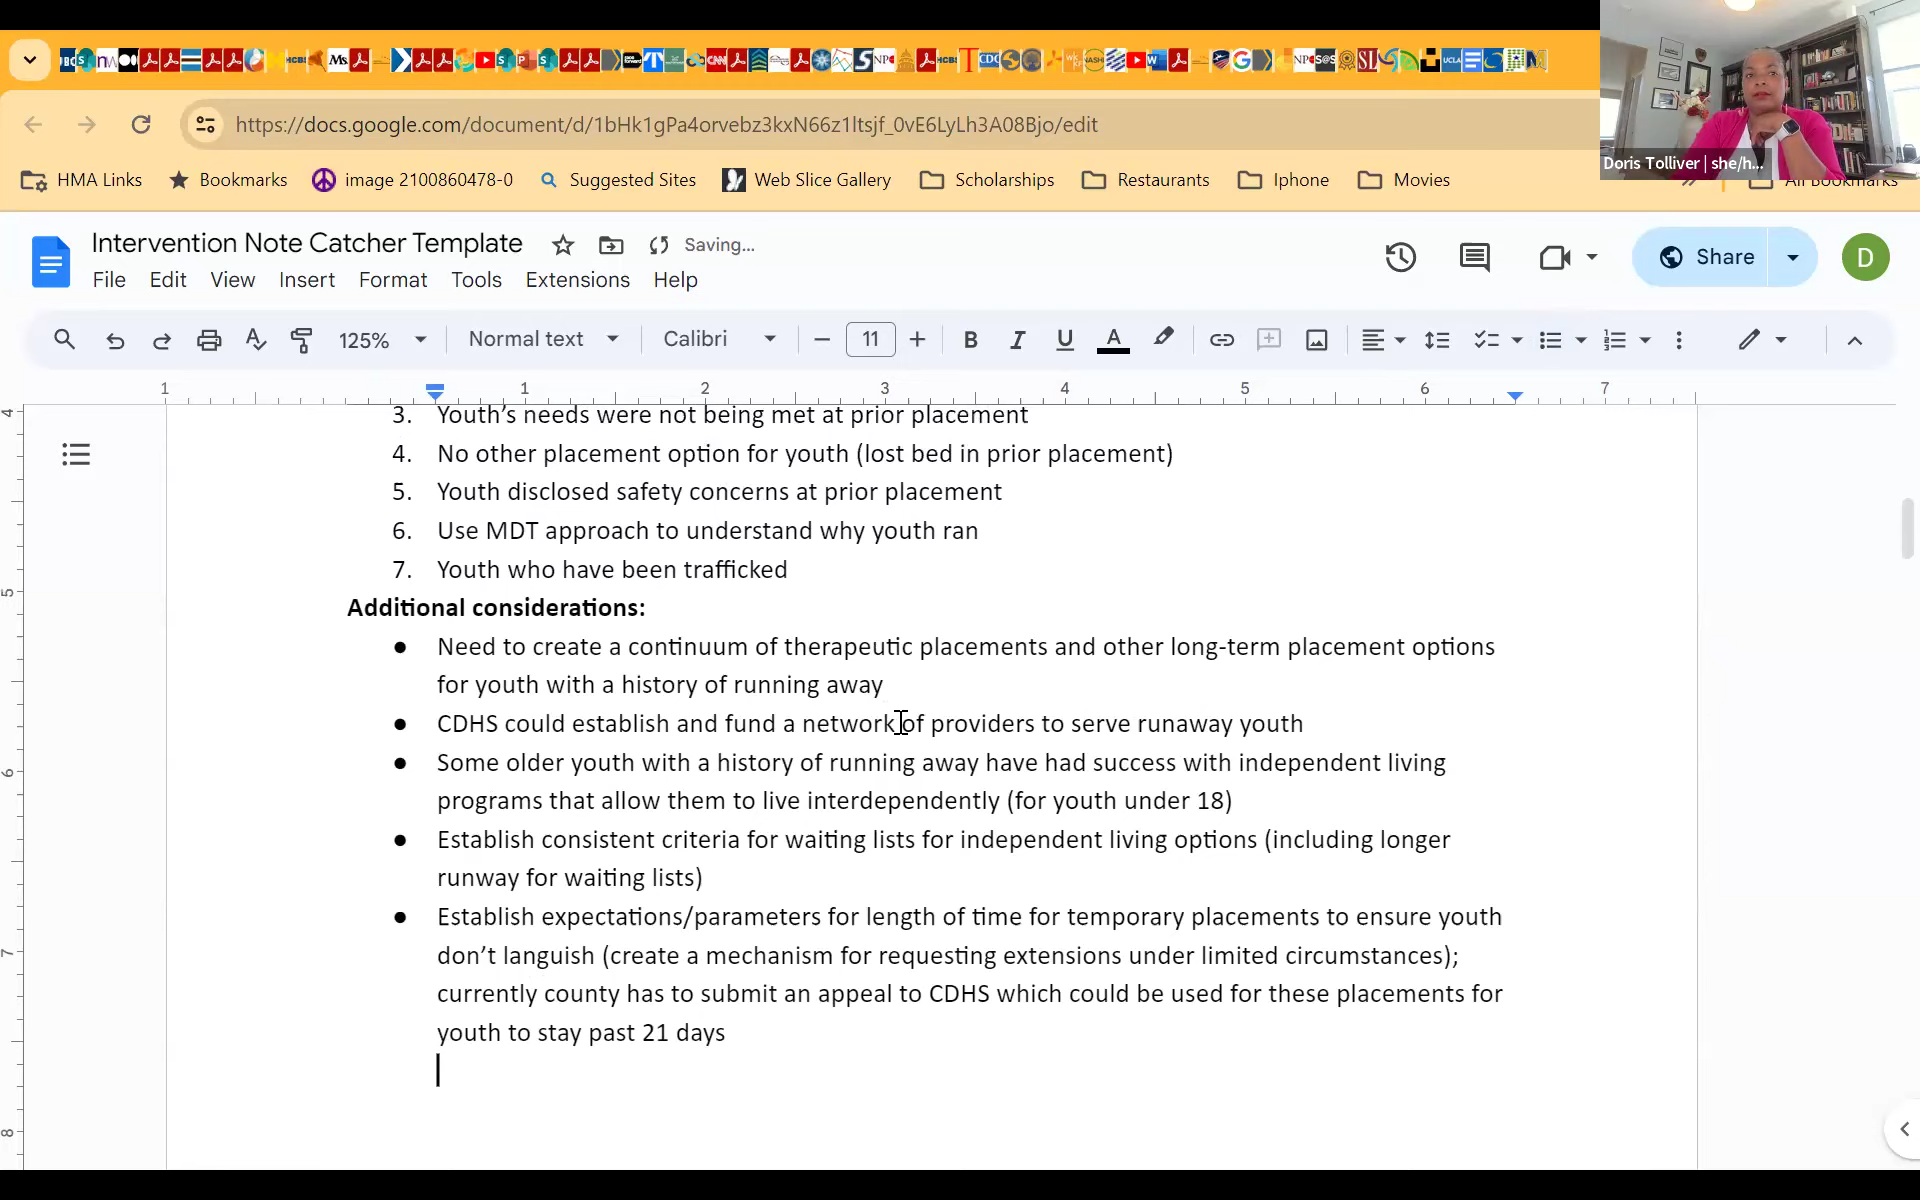 https://docs.google.com/document/d/1bHk1gPa4orvebz3kxN66z1ltsjf_0vE6LyLh3A08Bjo/edit
Doris Tolliver | she/h...
HMA Links Bookmarks image 2100860478-0 Suggested Sites Web Slice Gallery Scholarships Restaurants Iphone Movies All Bookmarks
Intervention Note Catcher Template Saving...
File Edit View Insert Format Tools Extensions Help
Share D
125% Normal text Calibri 11 B I U A
1 1 2 3 4 5 6 7
3. Youth’s needs were not being met at prior placement
4. No other placement option for youth (lost bed in prior placement)
5. Youth disclosed safety concerns at prior placement
6. Use MDT approach to understand why youth ran
7. Youth who have been trafficked
Additional considerations:
● Need to create a continuum of therapeutic placements and other long-term placement options
for youth with a history of running away
● CDHS could establish and fund a network of providers to serve runaway youth
● Some older youth with a history of running away have had success with independent living
programs that allow them to live interdependently (for youth under 18)
● Establish consistent criteria for waiting lists for independent living options (including longer
runway for waiting lists)
● Establish expectations/parameters for length of time for temporary placements to ensure youth
don’t languish (create a mechanism for requesting extensions under limited circumstances);
currently county has to submit an appeal to CDHS which could be used for these placements for
youth to stay past 21 days